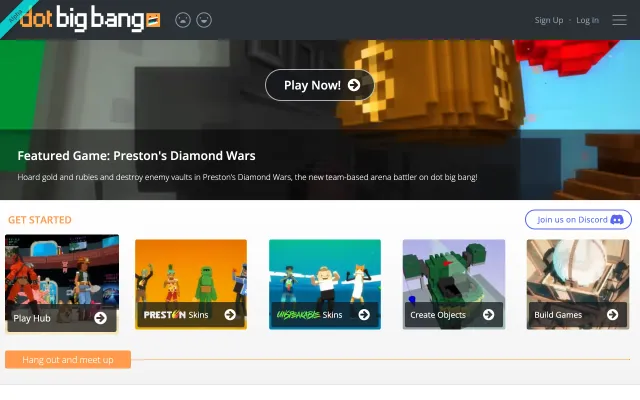 Alpha
dot big bang
Sign Up · Log In
Play Now!
Featured Game: Preston's Diamond Wars
Hoard gold and rubies and destroy enemy vaults in Preston's Diamond Wars, the new team-based arena battler on dot big bang!
GET STARTED
Join us on Discord
Play Hub
PRESTON Skins
UNSPEAKABLE Skins
Create Objects
Build Games
Hang out and meet up